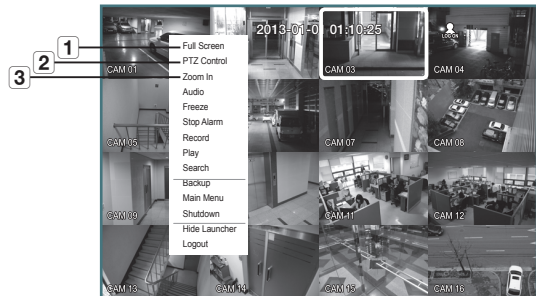 1
2
3
2013-01-0 01:10:25
LOG ON
CAM 01
CAM 03
CAM 04
Full Screen
PTZ Control
Zoom In
Audio
Freeze
Stop Alarm
Record
Play
Search
Backup
Main Menu
Shutdown
Hide Launcher
Logout
CAM 05
CAM 07
CAM 08
CAM 09
CAM 11
CAM 12
CAM 13
CAM 14
CAM 15
CAM 16